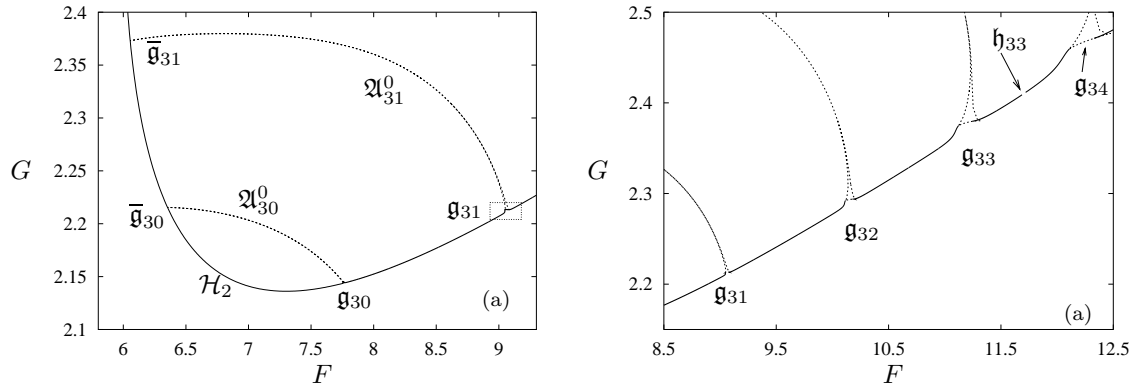 2.4
2.35
2.3
G 2.25
2.2
2.15
2.1
𝔤̅₃₁
𝔄⁰₃₁
𝔤̅₃₀
𝔄⁰₃₀
𝔤₃₁
ℋ₂
𝔤₃₀
(a)
6 6.5 7 7.5 8 8.5 9
F
2.5
2.4
G
2.3
2.2
𝔥₃₃
𝔤₃₄
𝔤₃₃
𝔤₃₂
𝔤₃₁
(a)
8.5 9.5 10.5 11.5 12.5
F